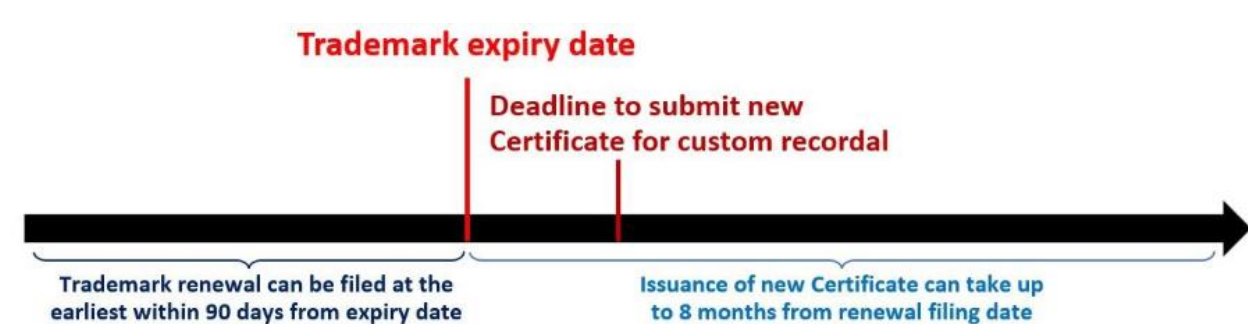 Trademark expiry date
Deadline to submit new
Certificate for custom recordal
Trademark renewal can be filed at the
earliest within 90 days from expiry date
Issuance of new Certificate can take up
to 8 months from renewal filing date